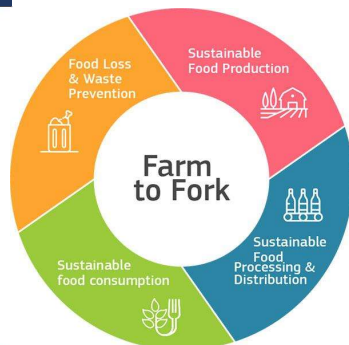 Food Loss
& Waste
Prevention
Sustainable
Food Production
Farm
to Fork
Sustainable
Food
Processing &
Distribution
Sustainable
food consumption